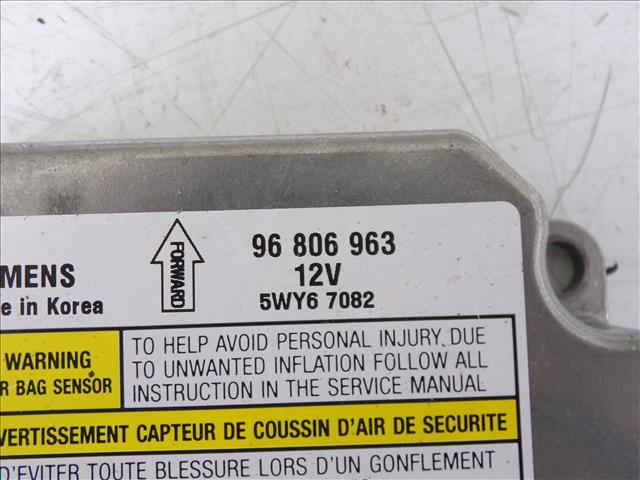 96 806 963
12V
5WY6 7082
FORWARD
MENS
e in Korea
WARNING
R BAG SENSOR
TO HELP AVOID PERSONAL INJURY DUE
TO UNWANTED INFLATION FOLLOW ALL
INSTRUCTION IN THE SERVICE MANUAL
VERTISSEMENT CAPTEUR DE COUSSIN D'AIR DE SECURITE
D'EVITER TOUTE BLESSURE LORS D'UN GONFLEMENT